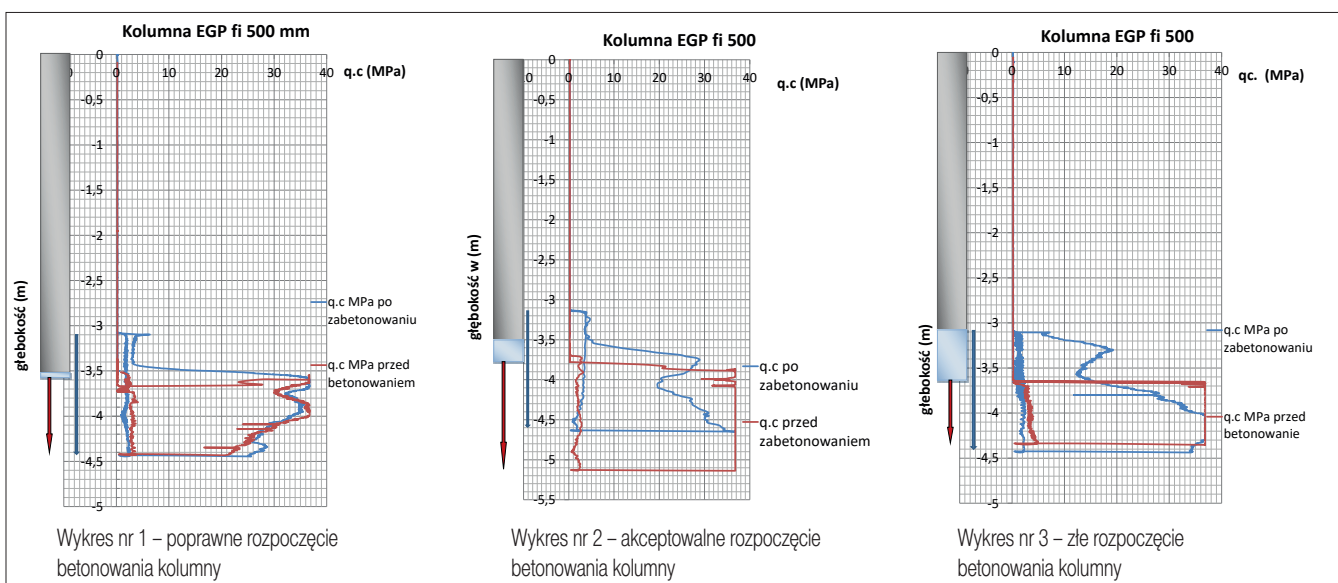 Kolumna EGP fi 500 mm
0
0 0 10 20 30 40
q.c (MPa)
-0,5
-1
-1,5
-2
-2,5
-3
-3,5
-4
-4,5
-5
głebokość (m)
q.c MPa po
zabetonowaniu
q.c MPa przed
betonowaniem
Wykres nr 1 – poprawne rozpoczęcie
betonowania kolumny
Kolumna EGP fi 500
0
10 0 10 20 30 40
q.c (MPa)
-0,5
-1
-1,5
-2
-2,5
-3
-3,5
-4
-4,5
-5
-5,5
głębokość w (m)
q.c po
zabetonowaniu
q.c przed
zabetonowaniem
Wykres nr 2 – akceptowalne rozpoczęcie
betonowania kolumny
Kolumna EGP fi 500
0
0 0 10 20 30 40
qc. (MPa)
-0,5
-1
-1,5
-2
-2,5
-3
-3,5
-4
-4,5
-5
głębokość (m)
q.c MPa po
zabetonowaniu
q.c MPa przed
betonowanie
Wykres nr 3 – złe rozpoczęcie
betonowania kolumny